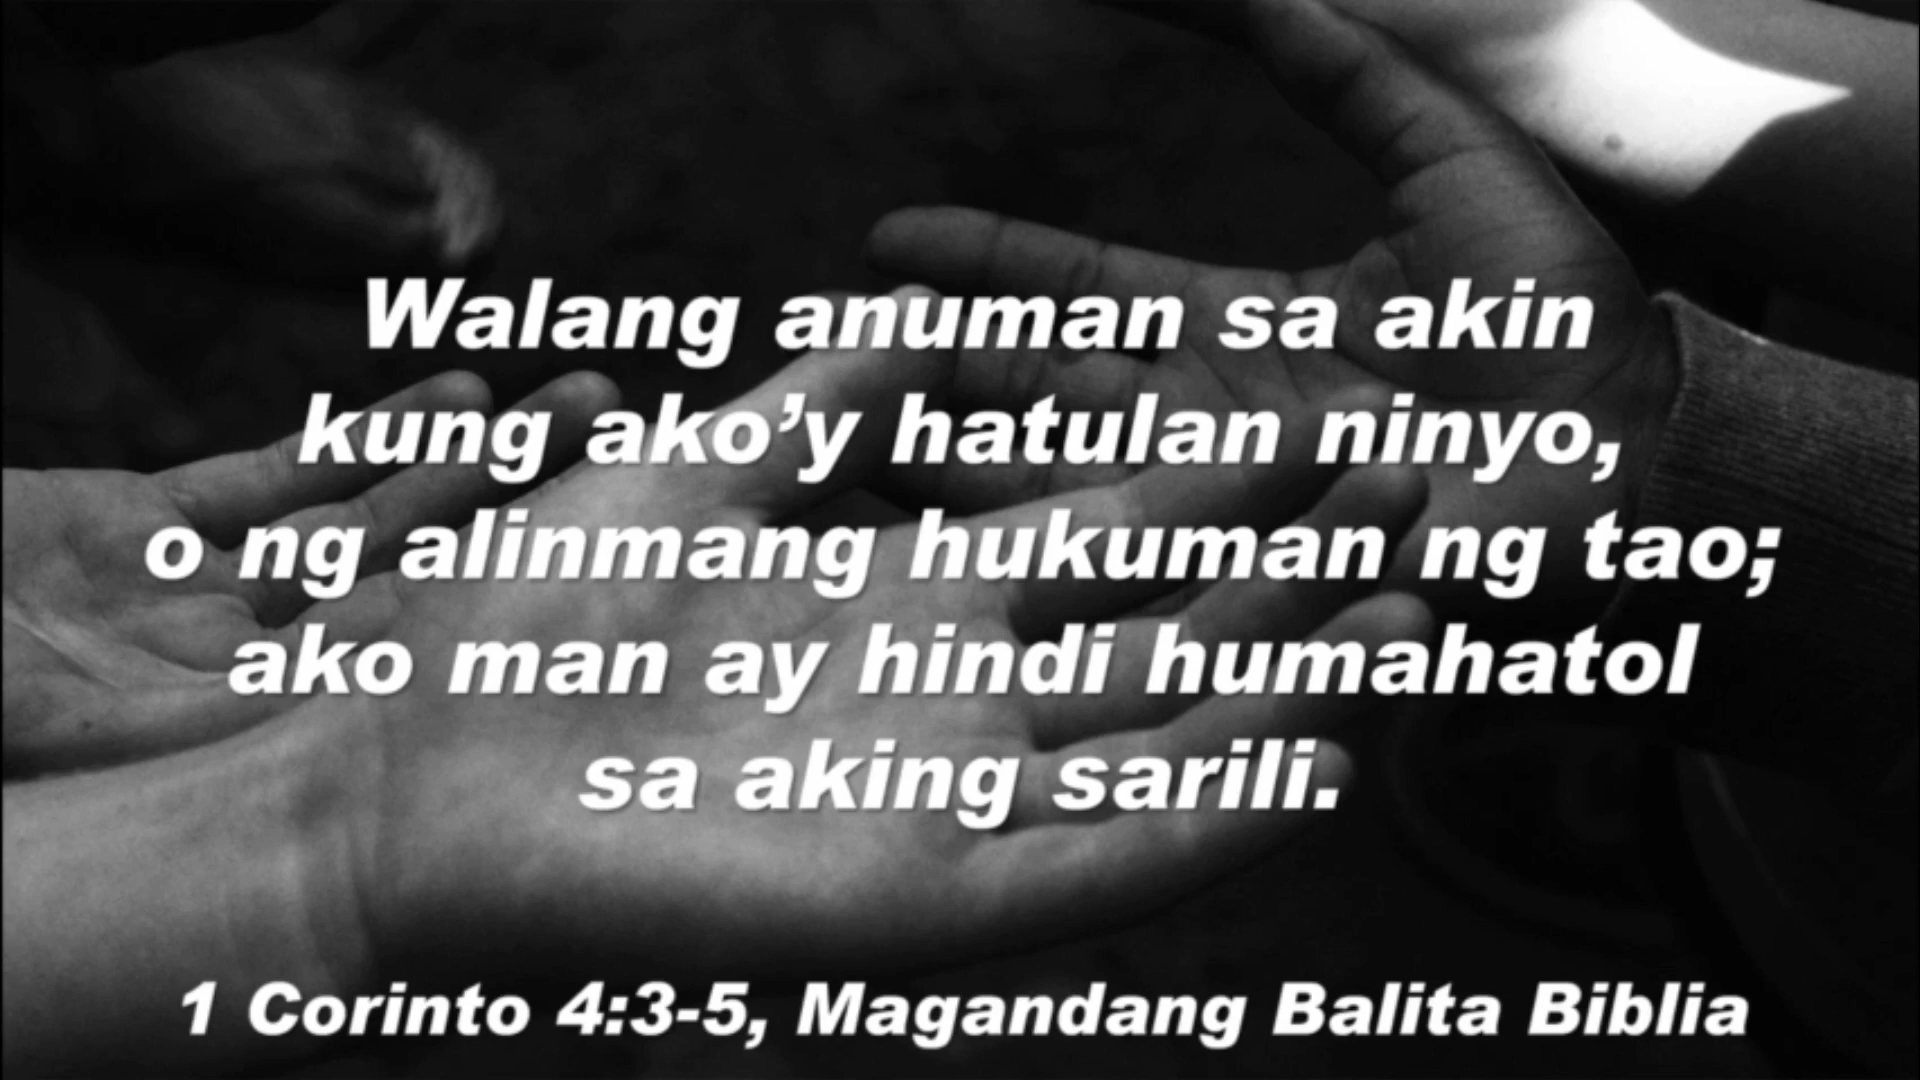 Walang anuman sa akin
kung ako’y hatulan ninyo,
o ng alinmang hukuman ng tao;
ako man ay hindi humahatol
sa aking sarili.
1 Corinto 4:3-5, Magandang Balita Biblia